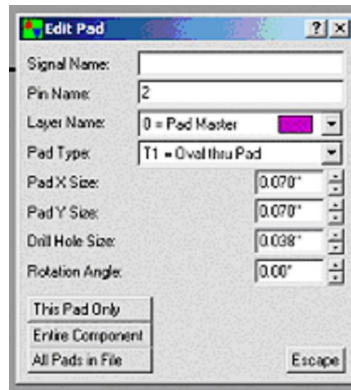 Edit Pad
Signal Name:
Pin Name: 2
Layer Name: 0 = Pad Master
Pad Type: T1 = Oval thru Pad
Pad X Size: 0.070"
Pad Y Size: 0.070"
Drill Hole Size: 0.038"
Rotation Angle: 0.00°
This Pad Only
Entire Component
All Pads in File
Escape